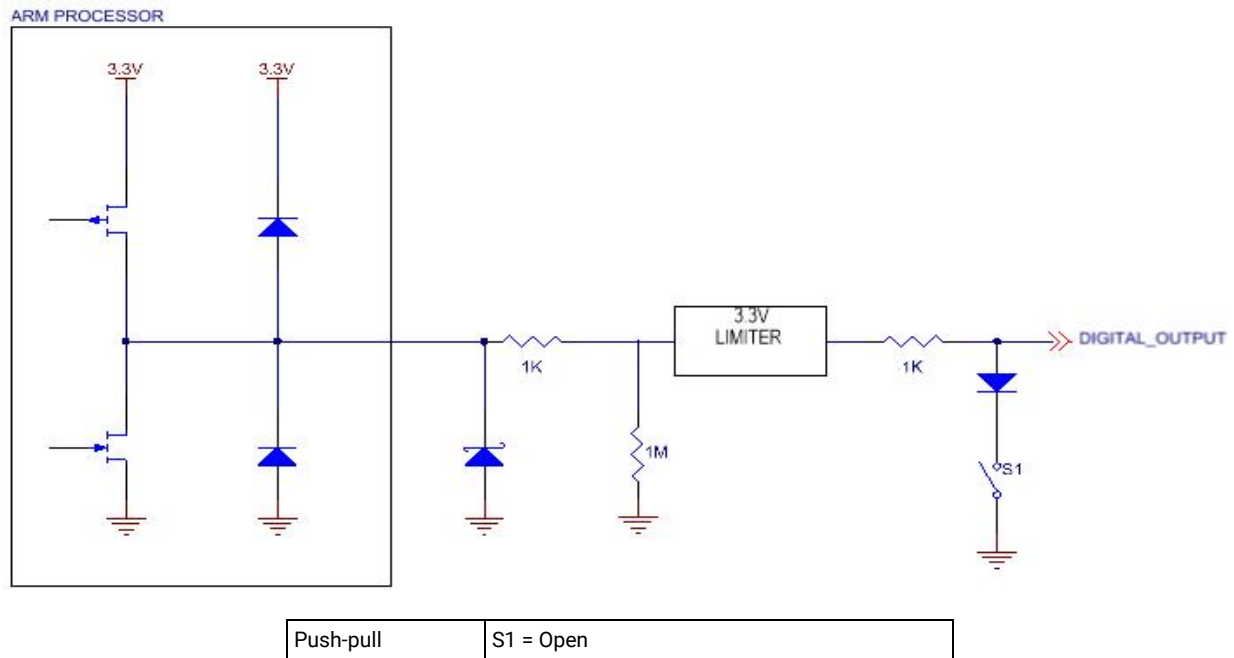 ARM PROCESSOR
3.3V
3.3V
3.3V
LIMITER
1K
1K
DIGITAL_OUTPUT
1M
S1
Push-pull
S1 = Open